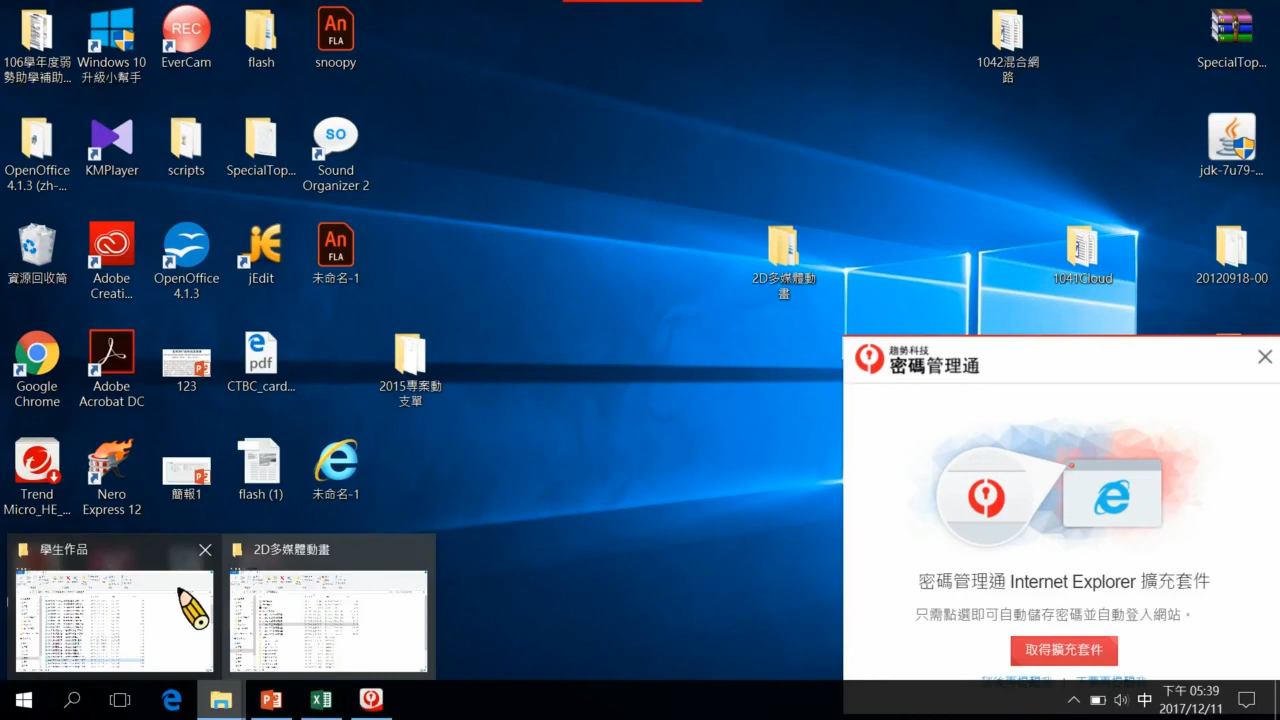 106學年度弱
勢助學補助...
Windows 10
升級小幫手
REC
EverCam
flash
An
FLA
snoopy
1042混合網
路
SpecialTop...
OpenOffice
4.1.3 (zh-...
KMPlayer
scripts
SpecialTop...
SO
Sound
Organizer 2
jdk-7u79-...
資源回收筒
Adobe
Creati...
OpenOffice
4.1.3
jE
jEdit
An
FLA
未命名-1
2D多媒體動
畫
1041Cloud
20120918-00
Google
Chrome
Adobe
Acrobat DC
123
pdf
CTBC_card...
2015專案動
支單
趨勢科技
密碼管理通
Trend
Micro_HE_...
Nero
Express 12
簡報1
flash (1)
未命名-1
學生作品
2D多媒體動畫
密碼管理通 Internet Explorer 擴充套件
只需點選即可自動儲存密碼並自動登入網站。
取得擴充套件
中
下午 05:39
2017/12/11